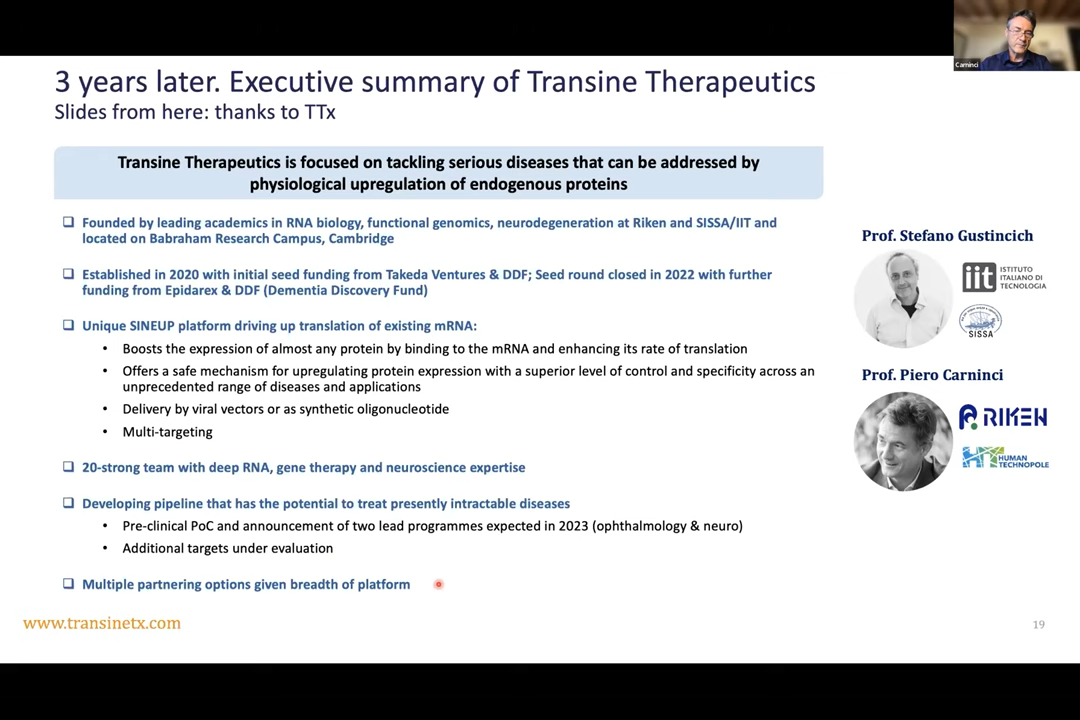 Carninci
3 years later. Executive summary of Transine Therapeutics
Slides from here: thanks to TTx
Transine Therapeutics is focused on tackling serious diseases that can be addressed by
physiological upregulation of endogenous proteins
Founded by leading academics in RNA biology, functional genomics, neurodegeneration at Riken and SISSA/IIT and
located on Babraham Research Campus, Cambridge
Established in 2020 with initial seed funding from Takeda Ventures & DDF; Seed round closed in 2022 with further
funding from Epidarex & DDF (Dementia Discovery Fund)
Unique SINEUP platform driving up translation of existing mRNA:
• Boosts the expression of almost any protein by binding to the mRNA and enhancing its rate of translation
• Offers a safe mechanism for upregulating protein expression with a superior level of control and specificity across an
unprecedented range of diseases and applications
• Delivery by viral vectors or as synthetic oligonucleotide
• Multi-targeting
20-strong team with deep RNA, gene therapy and neuroscience expertise
Developing pipeline that has the potential to treat presently intractable diseases
• Pre-clinical PoC and announcement of two lead programmes expected in 2023 (ophthalmology & neuro)
• Additional targets under evaluation
Multiple partnering options given breadth of platform
Prof. Stefano Gustincich
iit
ISTITUTO
ITALIANO DI
TECNOLOGIA
SISSA
Prof. Piero Carninci
RIKEN
HUMAN
TECHNOPOLE
www.transinetx.com
19